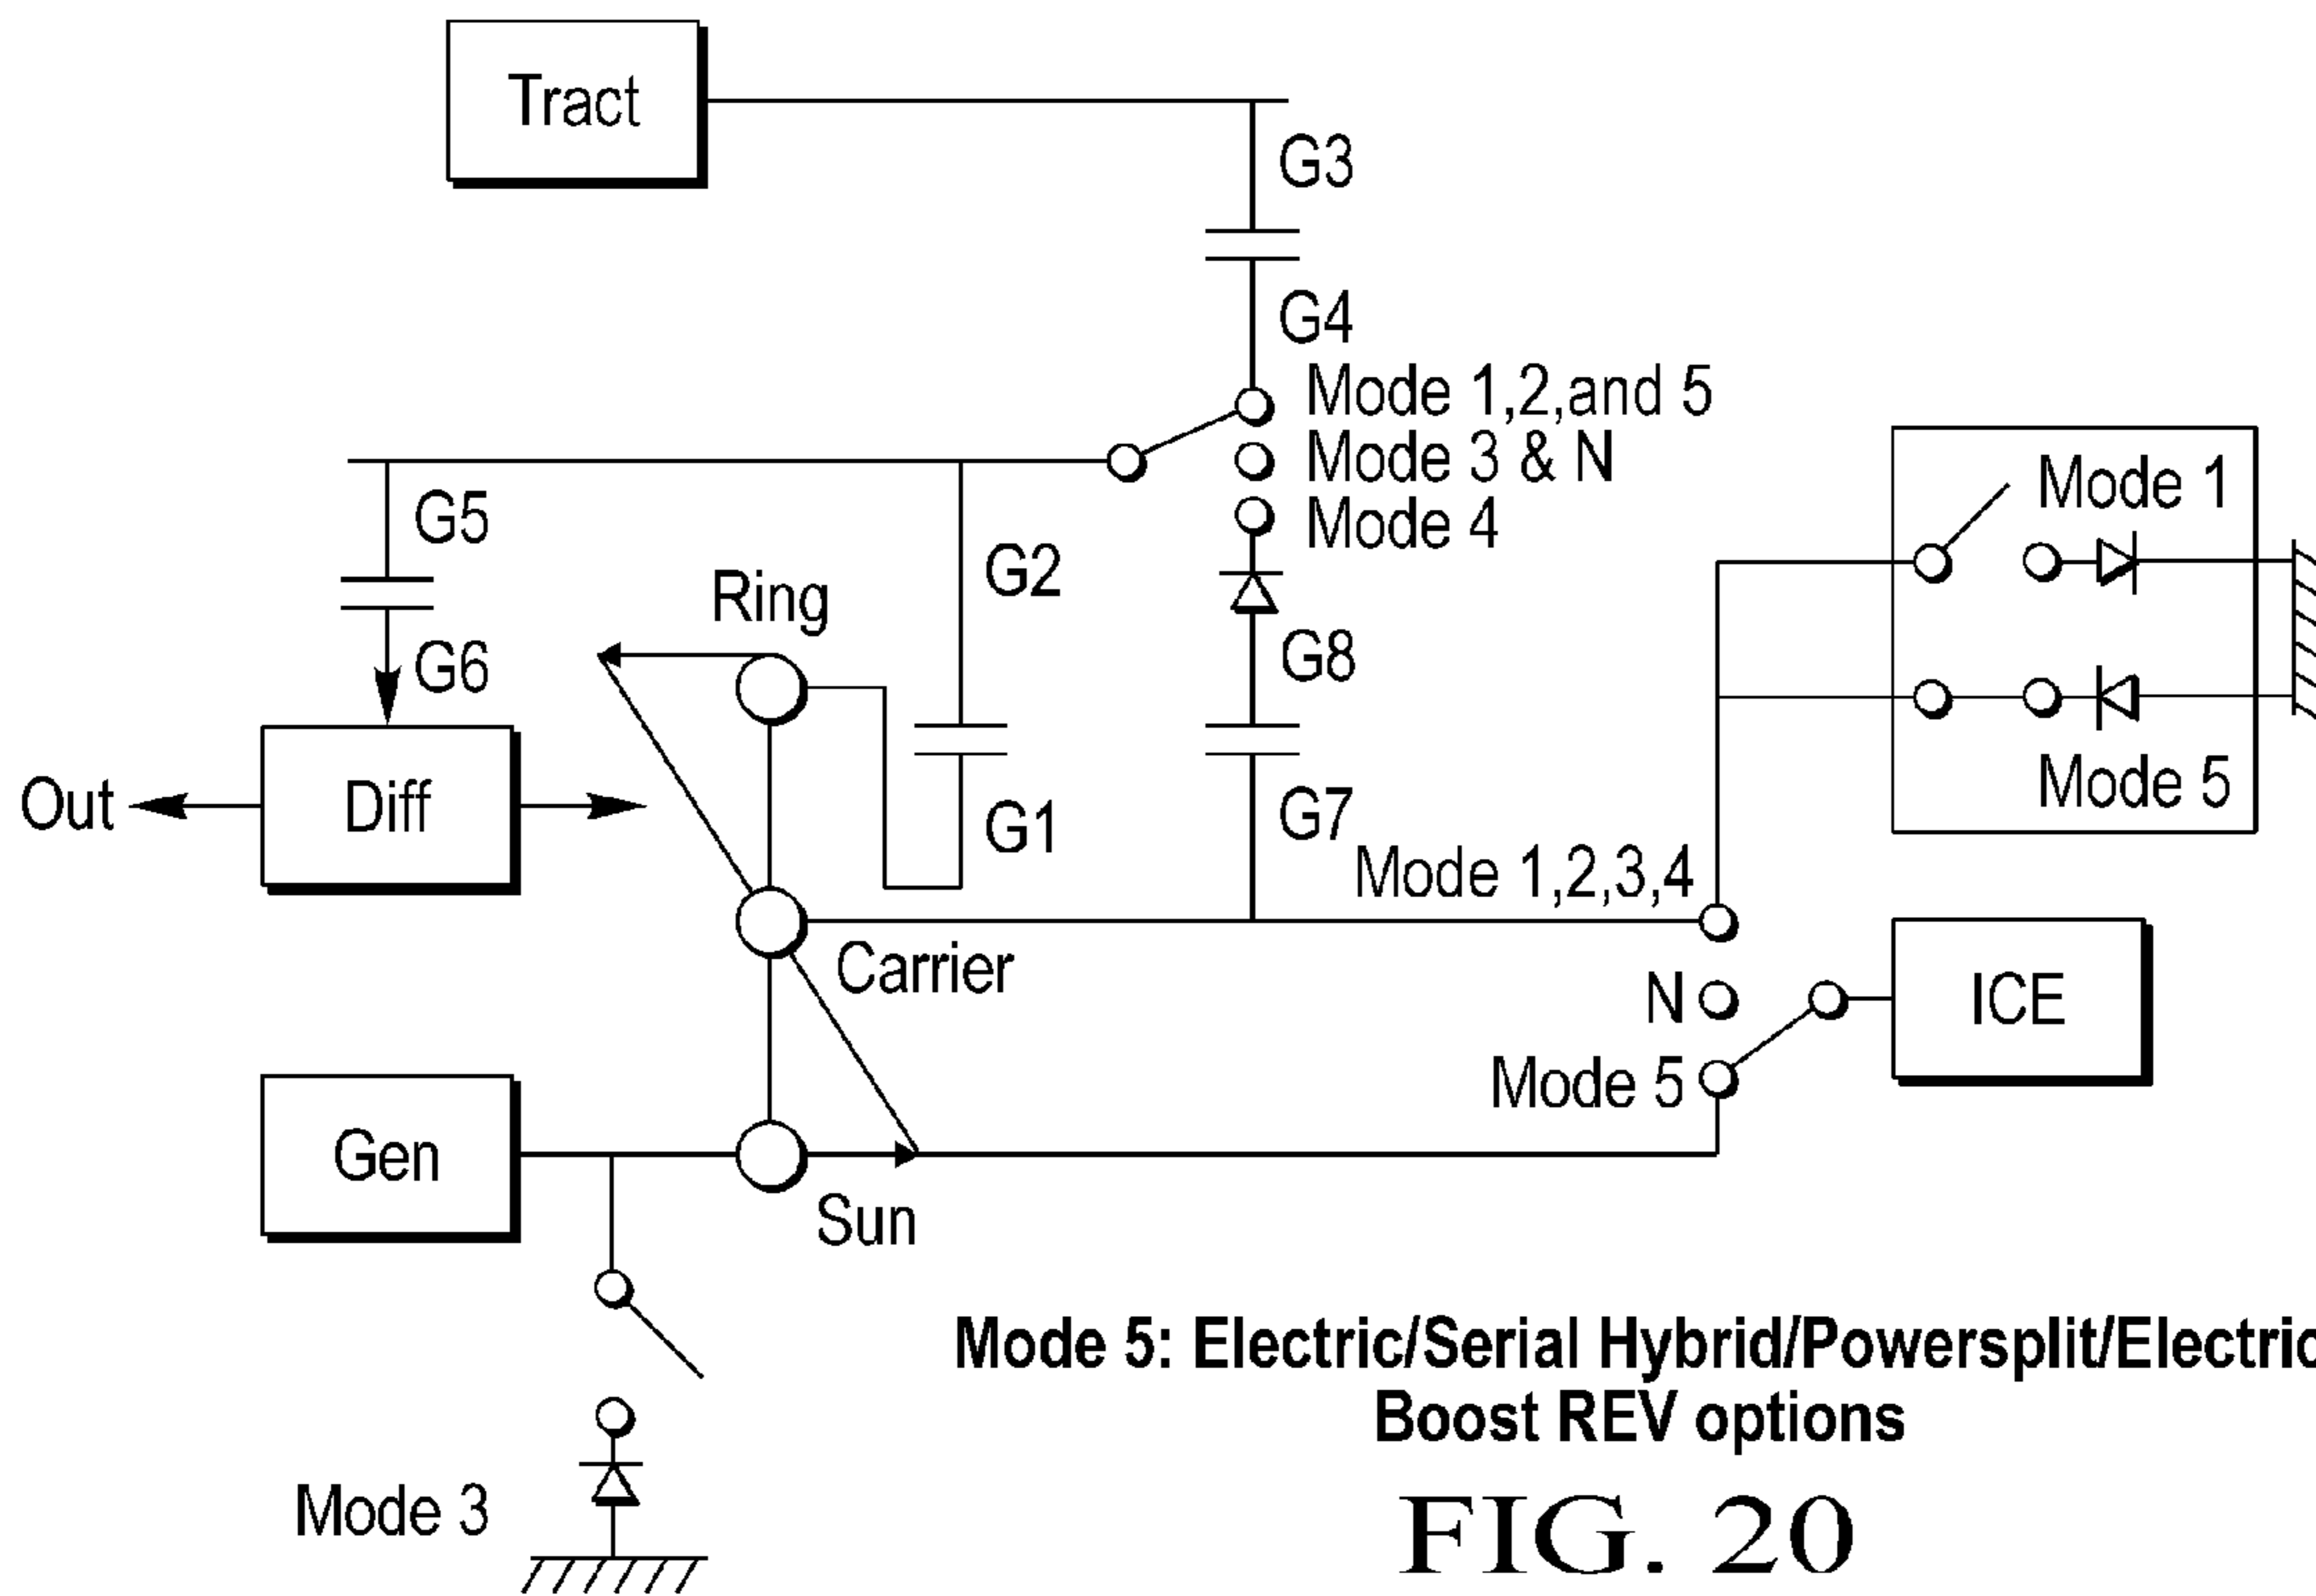 Tract
G3
G4
Mode 1,2,and 5
Mode 3 & N
Mode 4
Mode 1
G5
G2
Ring
G6
G8
Mode 5
Out
Diff
G1
G7
Mode 1,2,3,4
Carrier
N
ICE
Mode 5
Gen
Sun
Mode 5: Electric/Serial Hybrid/Powersplit/Electric
Boost REV options
Mode 3
FIG. 20